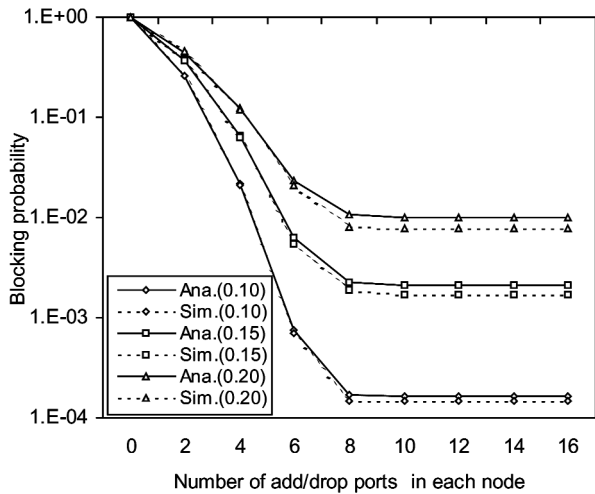 1.E+00
1.E-01
1.E-02
1.E-03
1.E-04
Blocking probability
Ana.(0.10)
Sim.(0.10)
Ana.(0.15)
Sim.(0.15)
Ana.(0.20)
Sim.(0.20)
0 2 4 6 8 10 12 14 16
Number of add/drop ports in each node